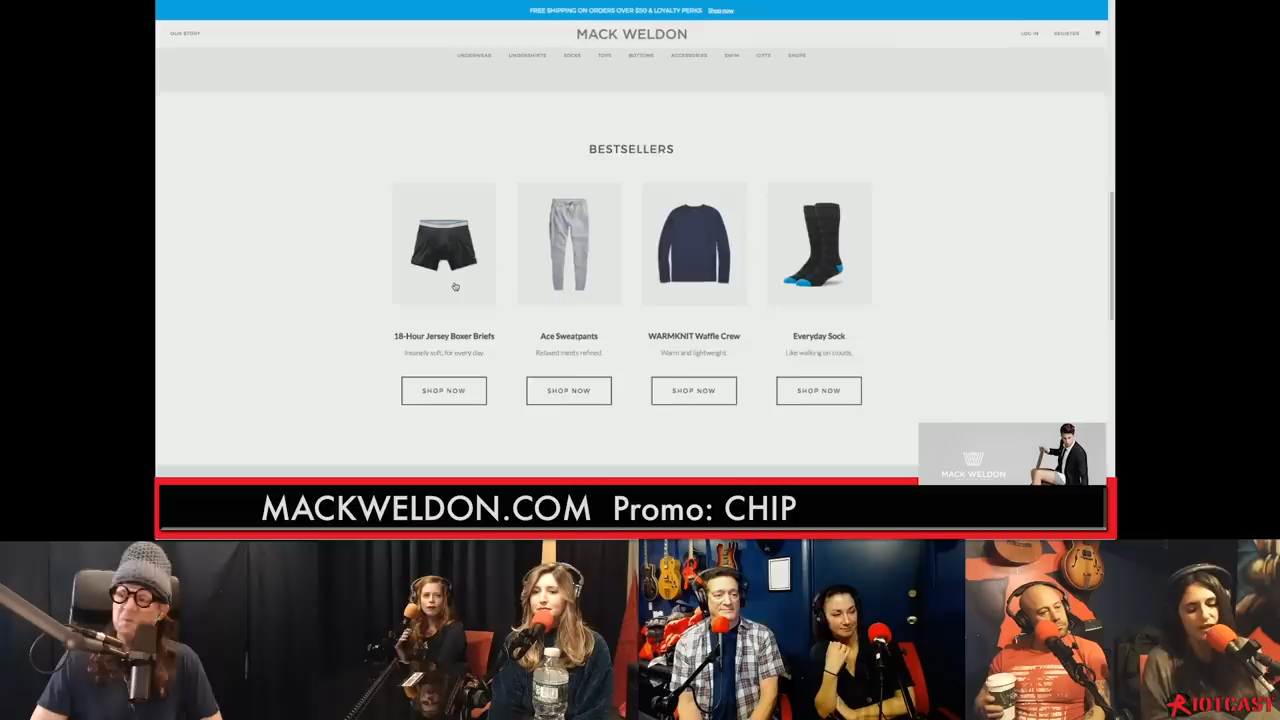 FREE SHIPPING ON ORDERS OVER $50 & LOYALTY PERKS Shop now
OUR STORY
MACK WELDON
LOG IN REGISTER
UNDERWEAR UNDERSHIRTS SOCKS TOPS BOTTOMS ACCESSORIES SWIM GIFTS SHOPS
BESTSELLERS
18-Hour Jersey Boxer Briefs
Insanely soft, for every day.
SHOP NOW
Ace Sweatpants
Relaxed meets refined.
SHOP NOW
WARMKNIT Waffle Crew
Warm and lightweight.
SHOP NOW
Everyday Sock
Like walking on clouds.
SHOP NOW
MACK WELDON
MACKWELDON.COM Promo: CHIP
RIOTCAST